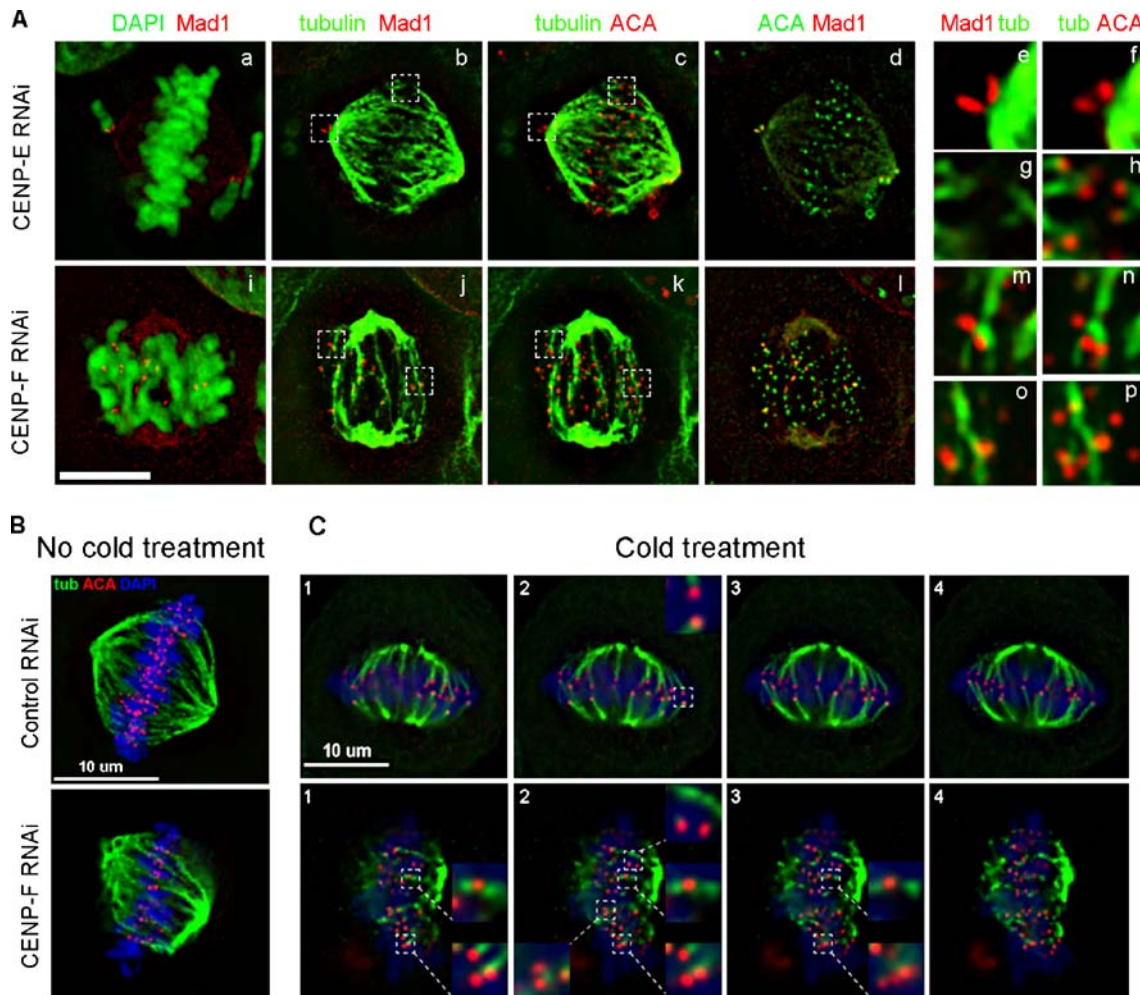 A
DAPI Mad1
tubulin Mad1
tubulin ACA
ACA Mad1
Mad1 tub
tub ACA
CENP-E RNAi
a
b
c
d
e
f
g
h
CENP-F RNAi
i
j
k
l
m
n
o
p
B
No cold treatment
C
Cold treatment
Control RNAi
tub ACA DAPI
10 um
1
2
3
4
10 um
CENP-F RNAi
1
2
3
4